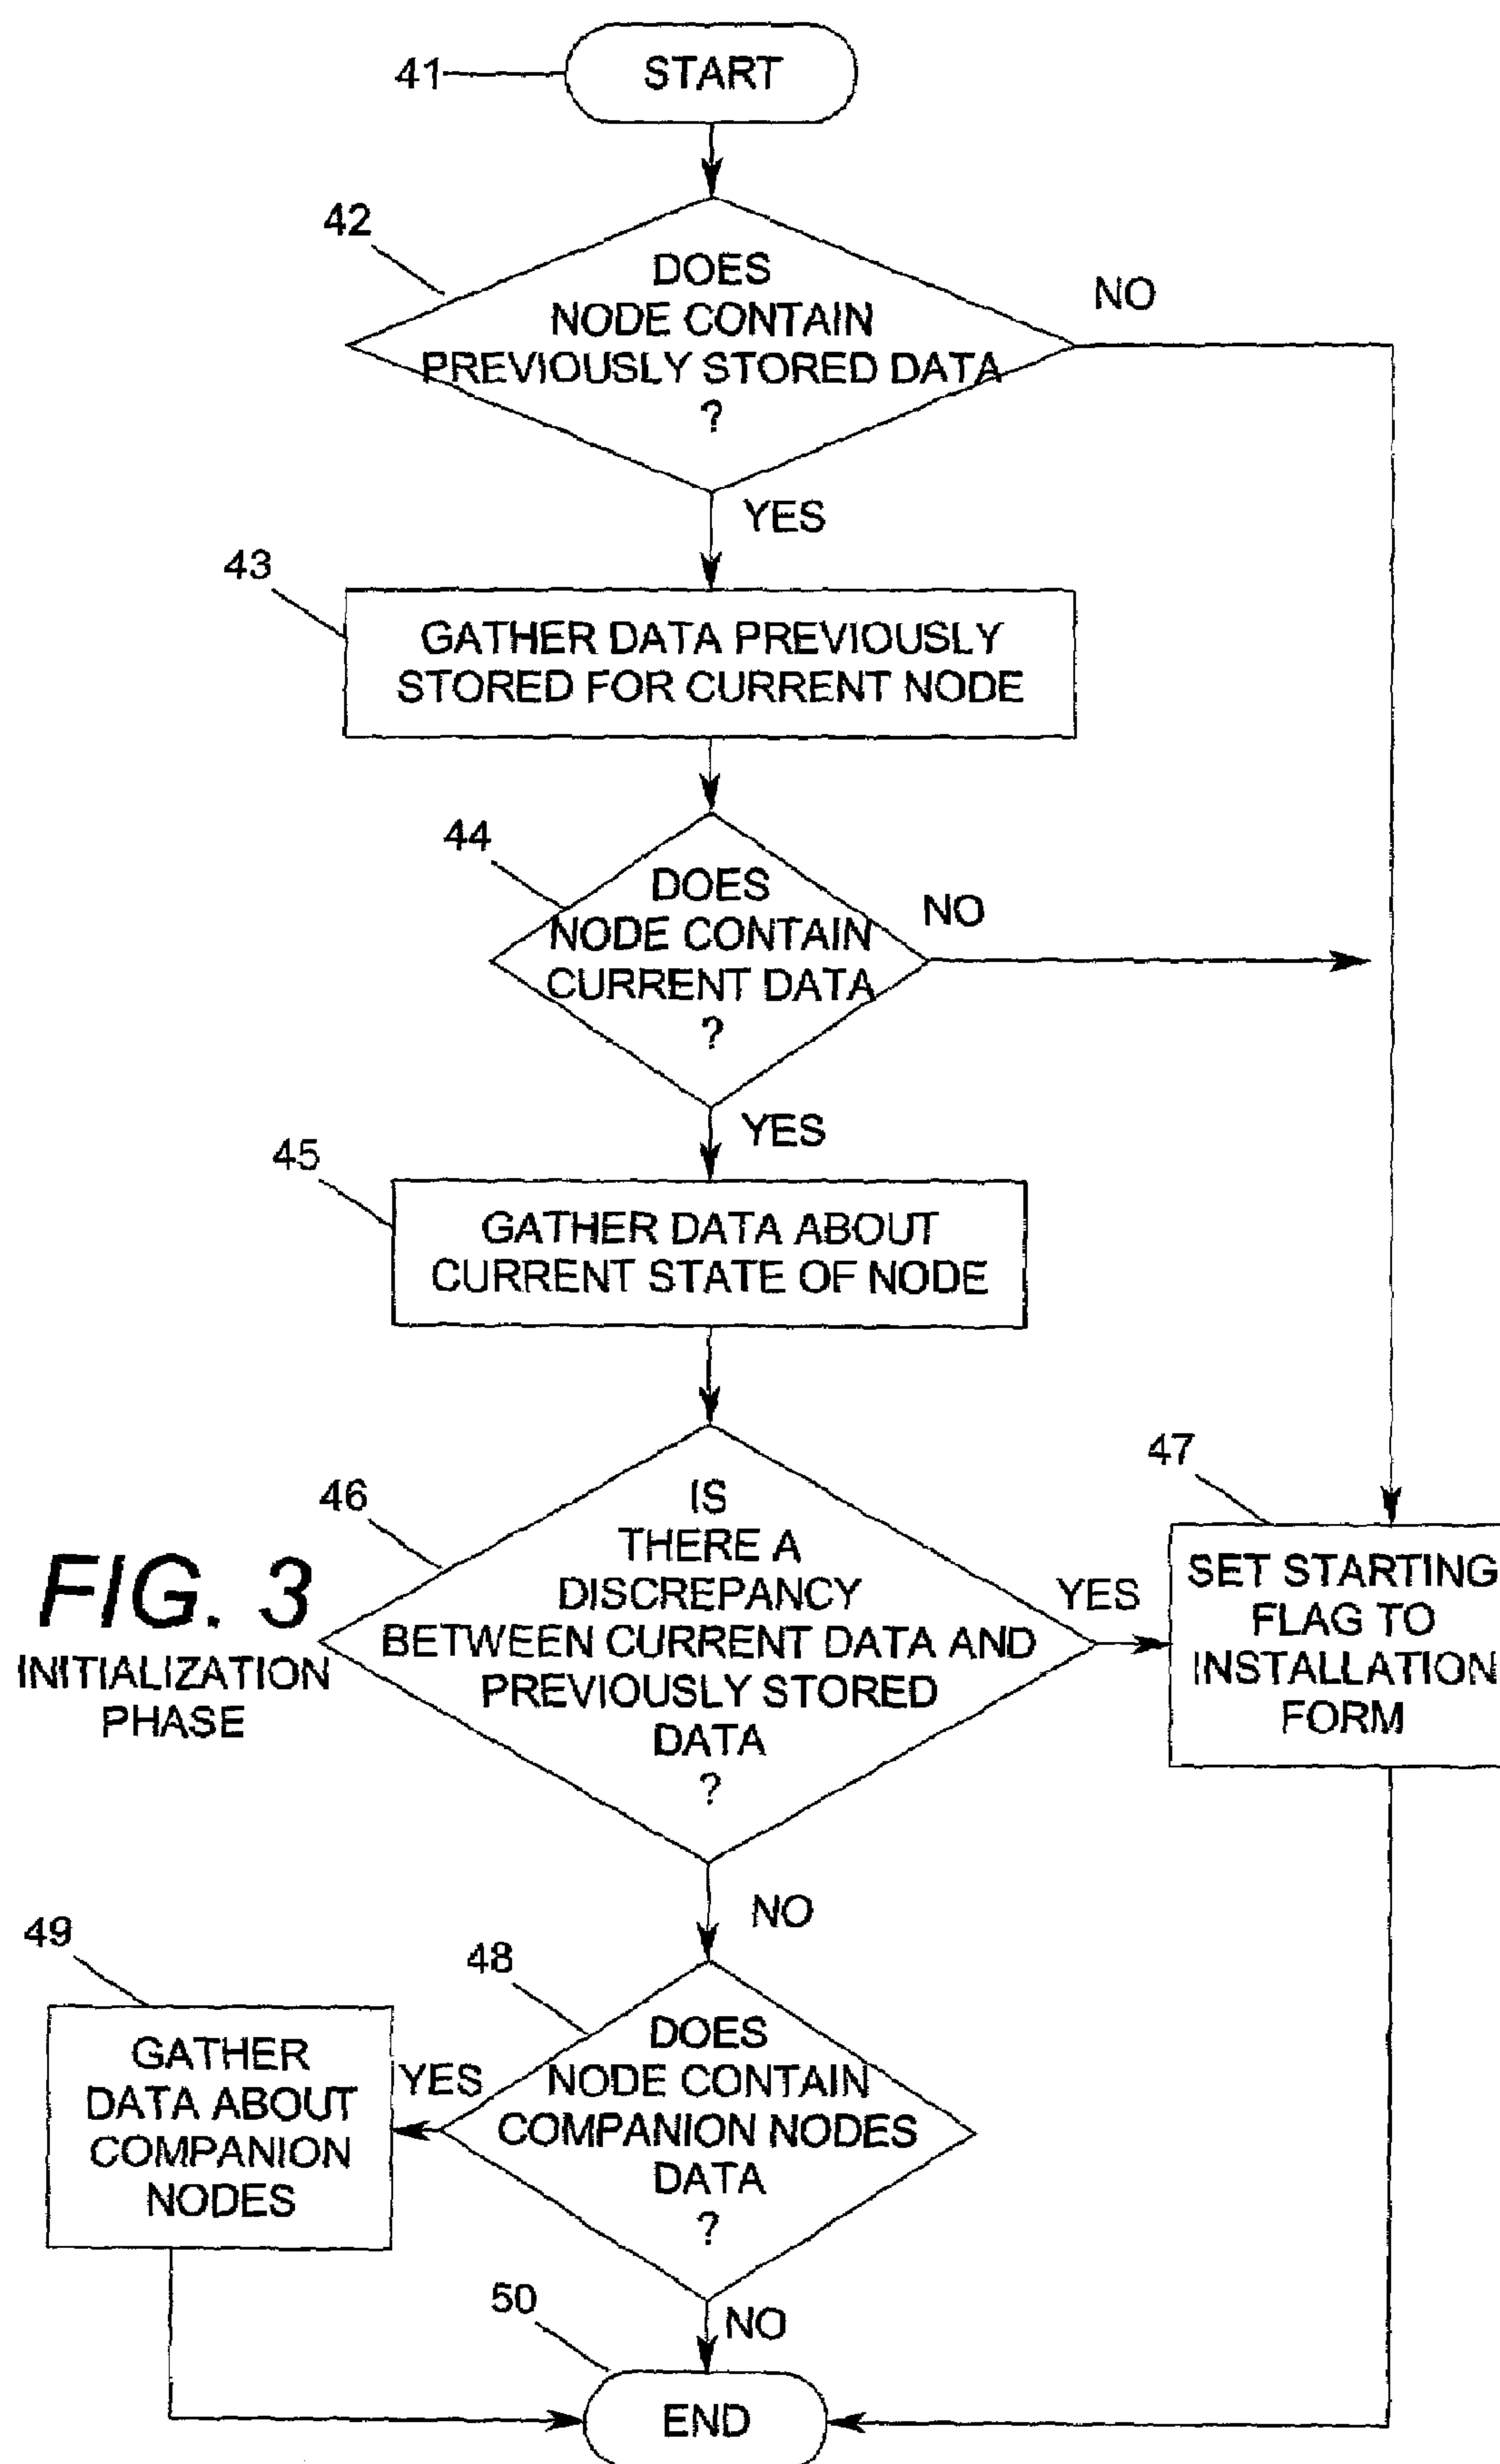 41
START
42
DOES
NODE CONTAIN
PREVIOUSLY STORED DATA
?
NO
YES
43
GATHER DATA PREVIOUSLY
STORED FOR CURRENT NODE
44
DOES
NODE CONTAIN
CURRENT DATA
?
NO
YES
45
GATHER DATA ABOUT
CURRENT STATE OF NODE
46
IS
THERE A
DISCREPANCY
BETWEEN CURRENT DATA AND
PREVIOUSLY STORED
DATA
?
YES
47
SET STARTING
FLAG TO
INSTALLATION
FORM
FIG. 3
INITIALIZATION
PHASE
NO
48
DOES
NODE CONTAIN
COMPANION NODES
DATA
?
YES
49
GATHER
DATA ABOUT
COMPANION
NODES
NO
50
END